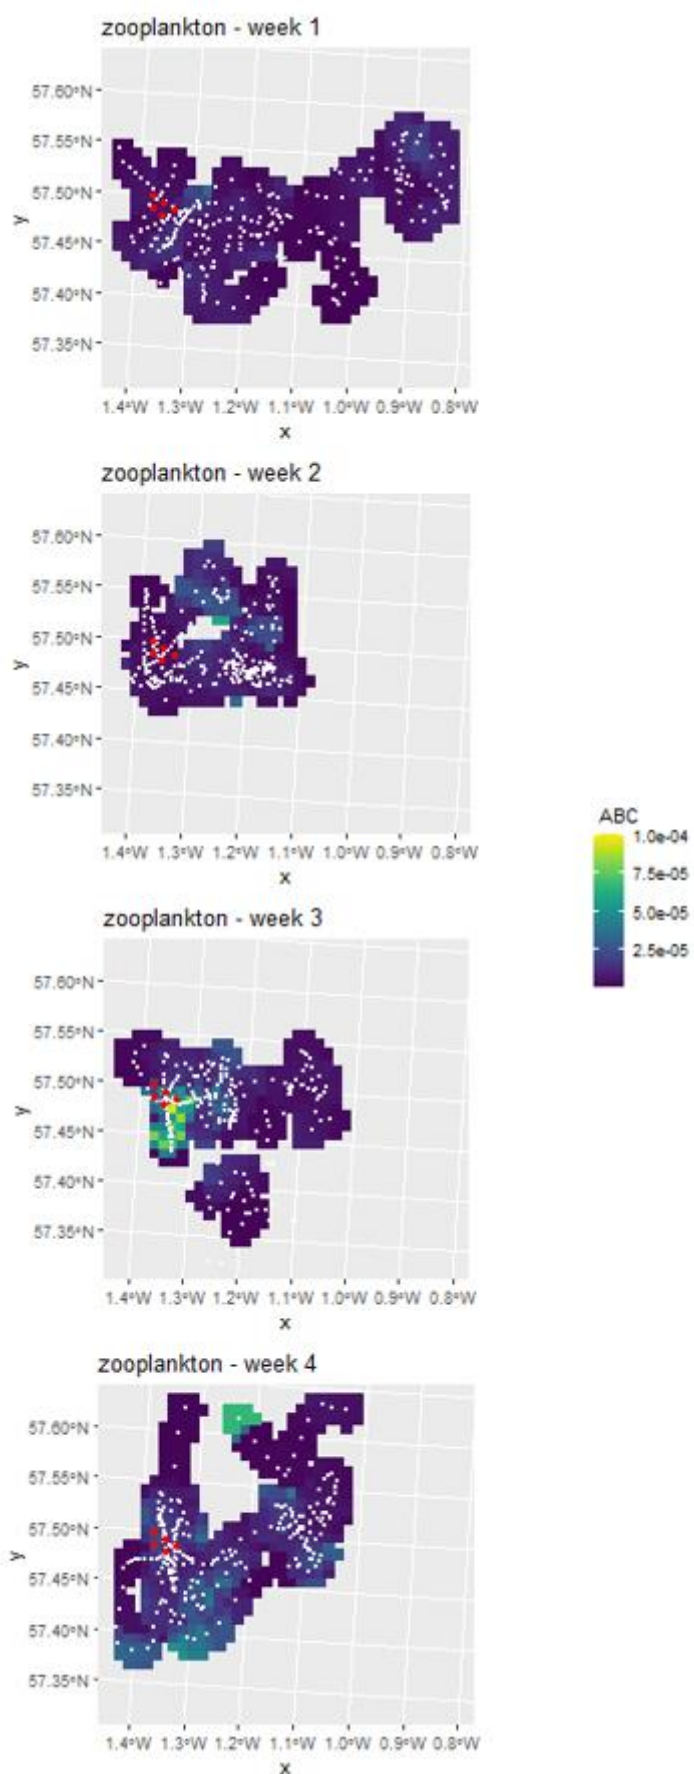 zooplankton - week 1
57.60°N
57.55°N
57.50°N
57.45°N
57.40°N
57.35°N
y
1.4°W 1.3°W 1.2°W 1.1°W 1.0°W 0.9°W 0.8°W
x
zooplankton - week 2
57.60°N
57.55°N
57.50°N
57.45°N
57.40°N
57.35°N
y
1.4°W 1.3°W 1.2°W 1.1°W 1.0°W 0.9°W 0.8°W
x
ABC
1.0e-04
7.5e-05
5.0e-05
2.5e-05
zooplankton - week 3
57.60°N
57.55°N
57.50°N
57.45°N
57.40°N
57.35°N
y
1.4°W 1.3°W 1.2°W 1.1°W 1.0°W 0.9°W 0.8°W
x
zooplankton - week 4
57.60°N
57.55°N
57.50°N
57.45°N
57.40°N
57.35°N
y
1.4°W 1.3°W 1.2°W 1.1°W 1.0°W 0.9°W 0.8°W
x